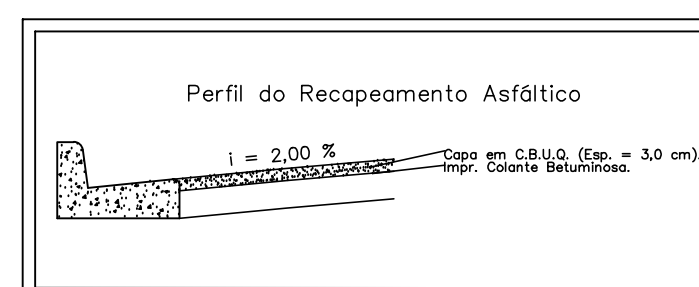 Perfil do Recapeamento Asfáltico
i = 2,00 %
Capa em C.B.U.Q. (Esp. = 3,0 cm).
Impr. Colante Betuminosa.